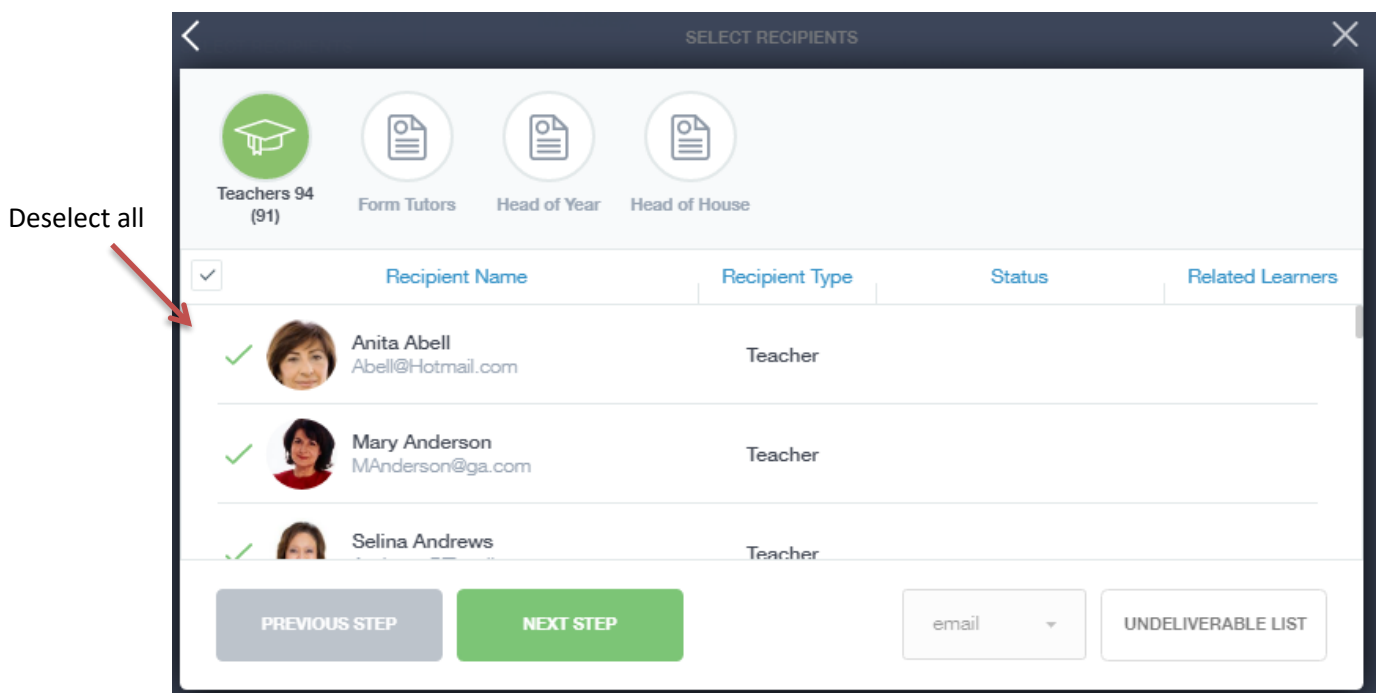 SELECT RECIPIENTS
Teachers 94
(91)
Form Tutors
Head of Year
Head of House
Deselect all
Recipient Name
Recipient Type
Status
Related Learners
Anita Abell
Abell@Hotmail.com
Teacher
Mary Anderson
MAnderson@ga.com
Teacher
Selina Andrews
Teacher
PREVIOUS STEP
NEXT STEP
email
UNDELIVERABLE LIST